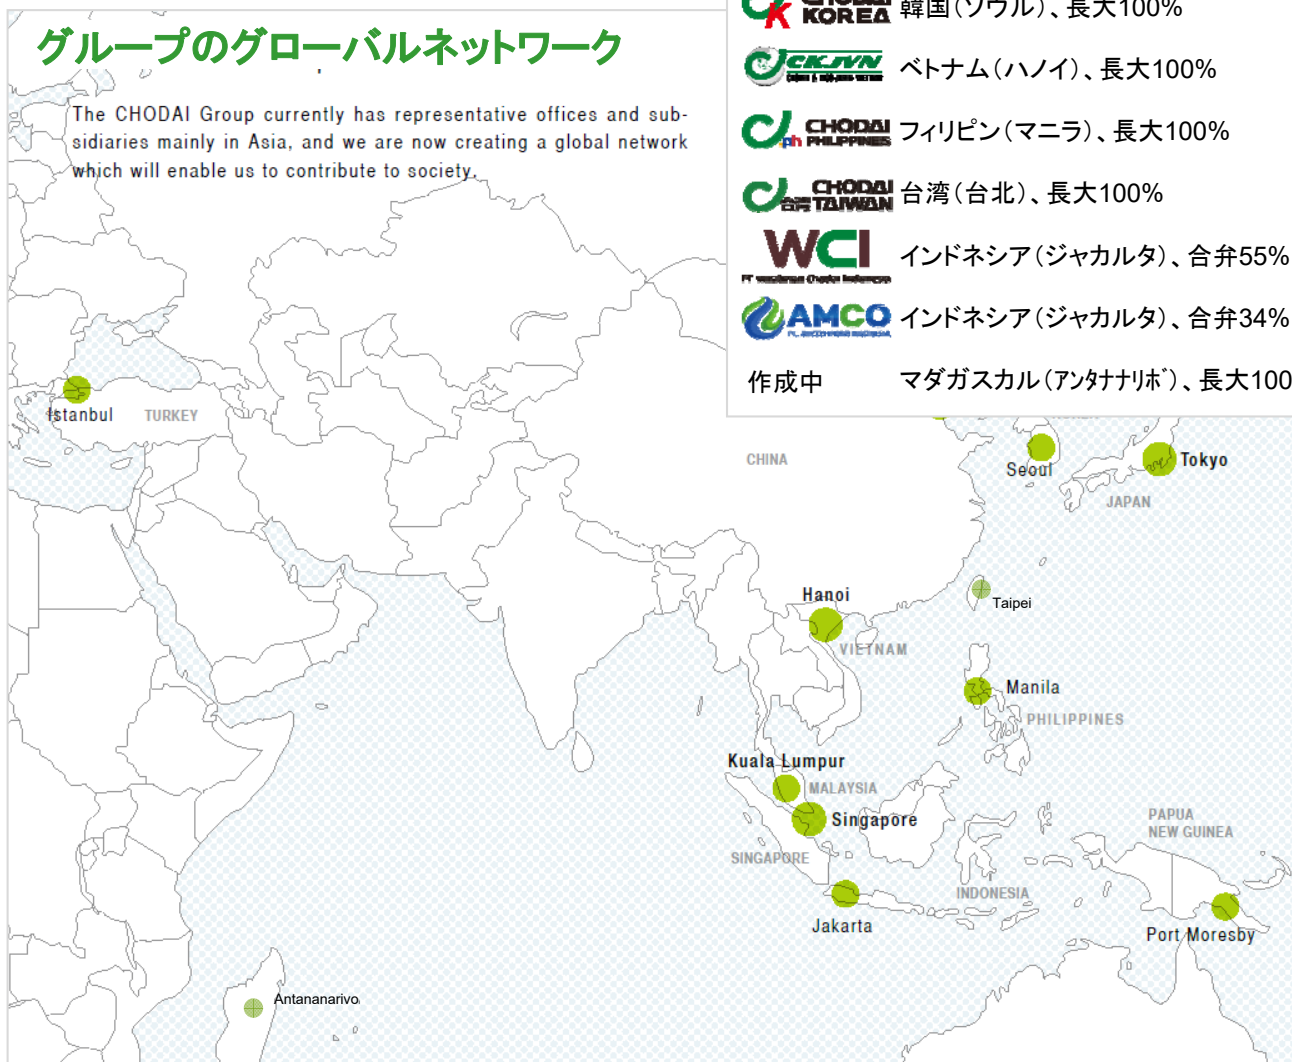 グループのグローバルネットワーク
The CHODAI Group currently has representative offices and sub-
sidiaries mainly in Asia, and we are now creating a global network
which will enable us to contribute to society.
KOREA 韓国(ソウル)、長大100%
CKJVN ベトナム(ハノイ)、長大100%
CHODAI
.ph PHILIPPINES フィリピン(マニラ)、長大100%
CHODAI
台湾 TAIWAN 台湾(台北)、長大100%
WCI インドネシア(ジャカルタ)、合弁55%
AMCO インドネシア(ジャカルタ)、合弁34%
作成中 マダガスカル(アンタナナリボ)、長大100
Istanbul
TURKEY
CHINA
Seoul
Tokyo
JAPAN
Hanoi
VIETNAM
Taipei
Manila
PHILIPPINES
Kuala Lumpur
MALAYSIA
Singapore
SINGAPORE
PAPUA
NEW GUINEA
INDONESIA
Jakarta
Port Moresby
Antananarivo